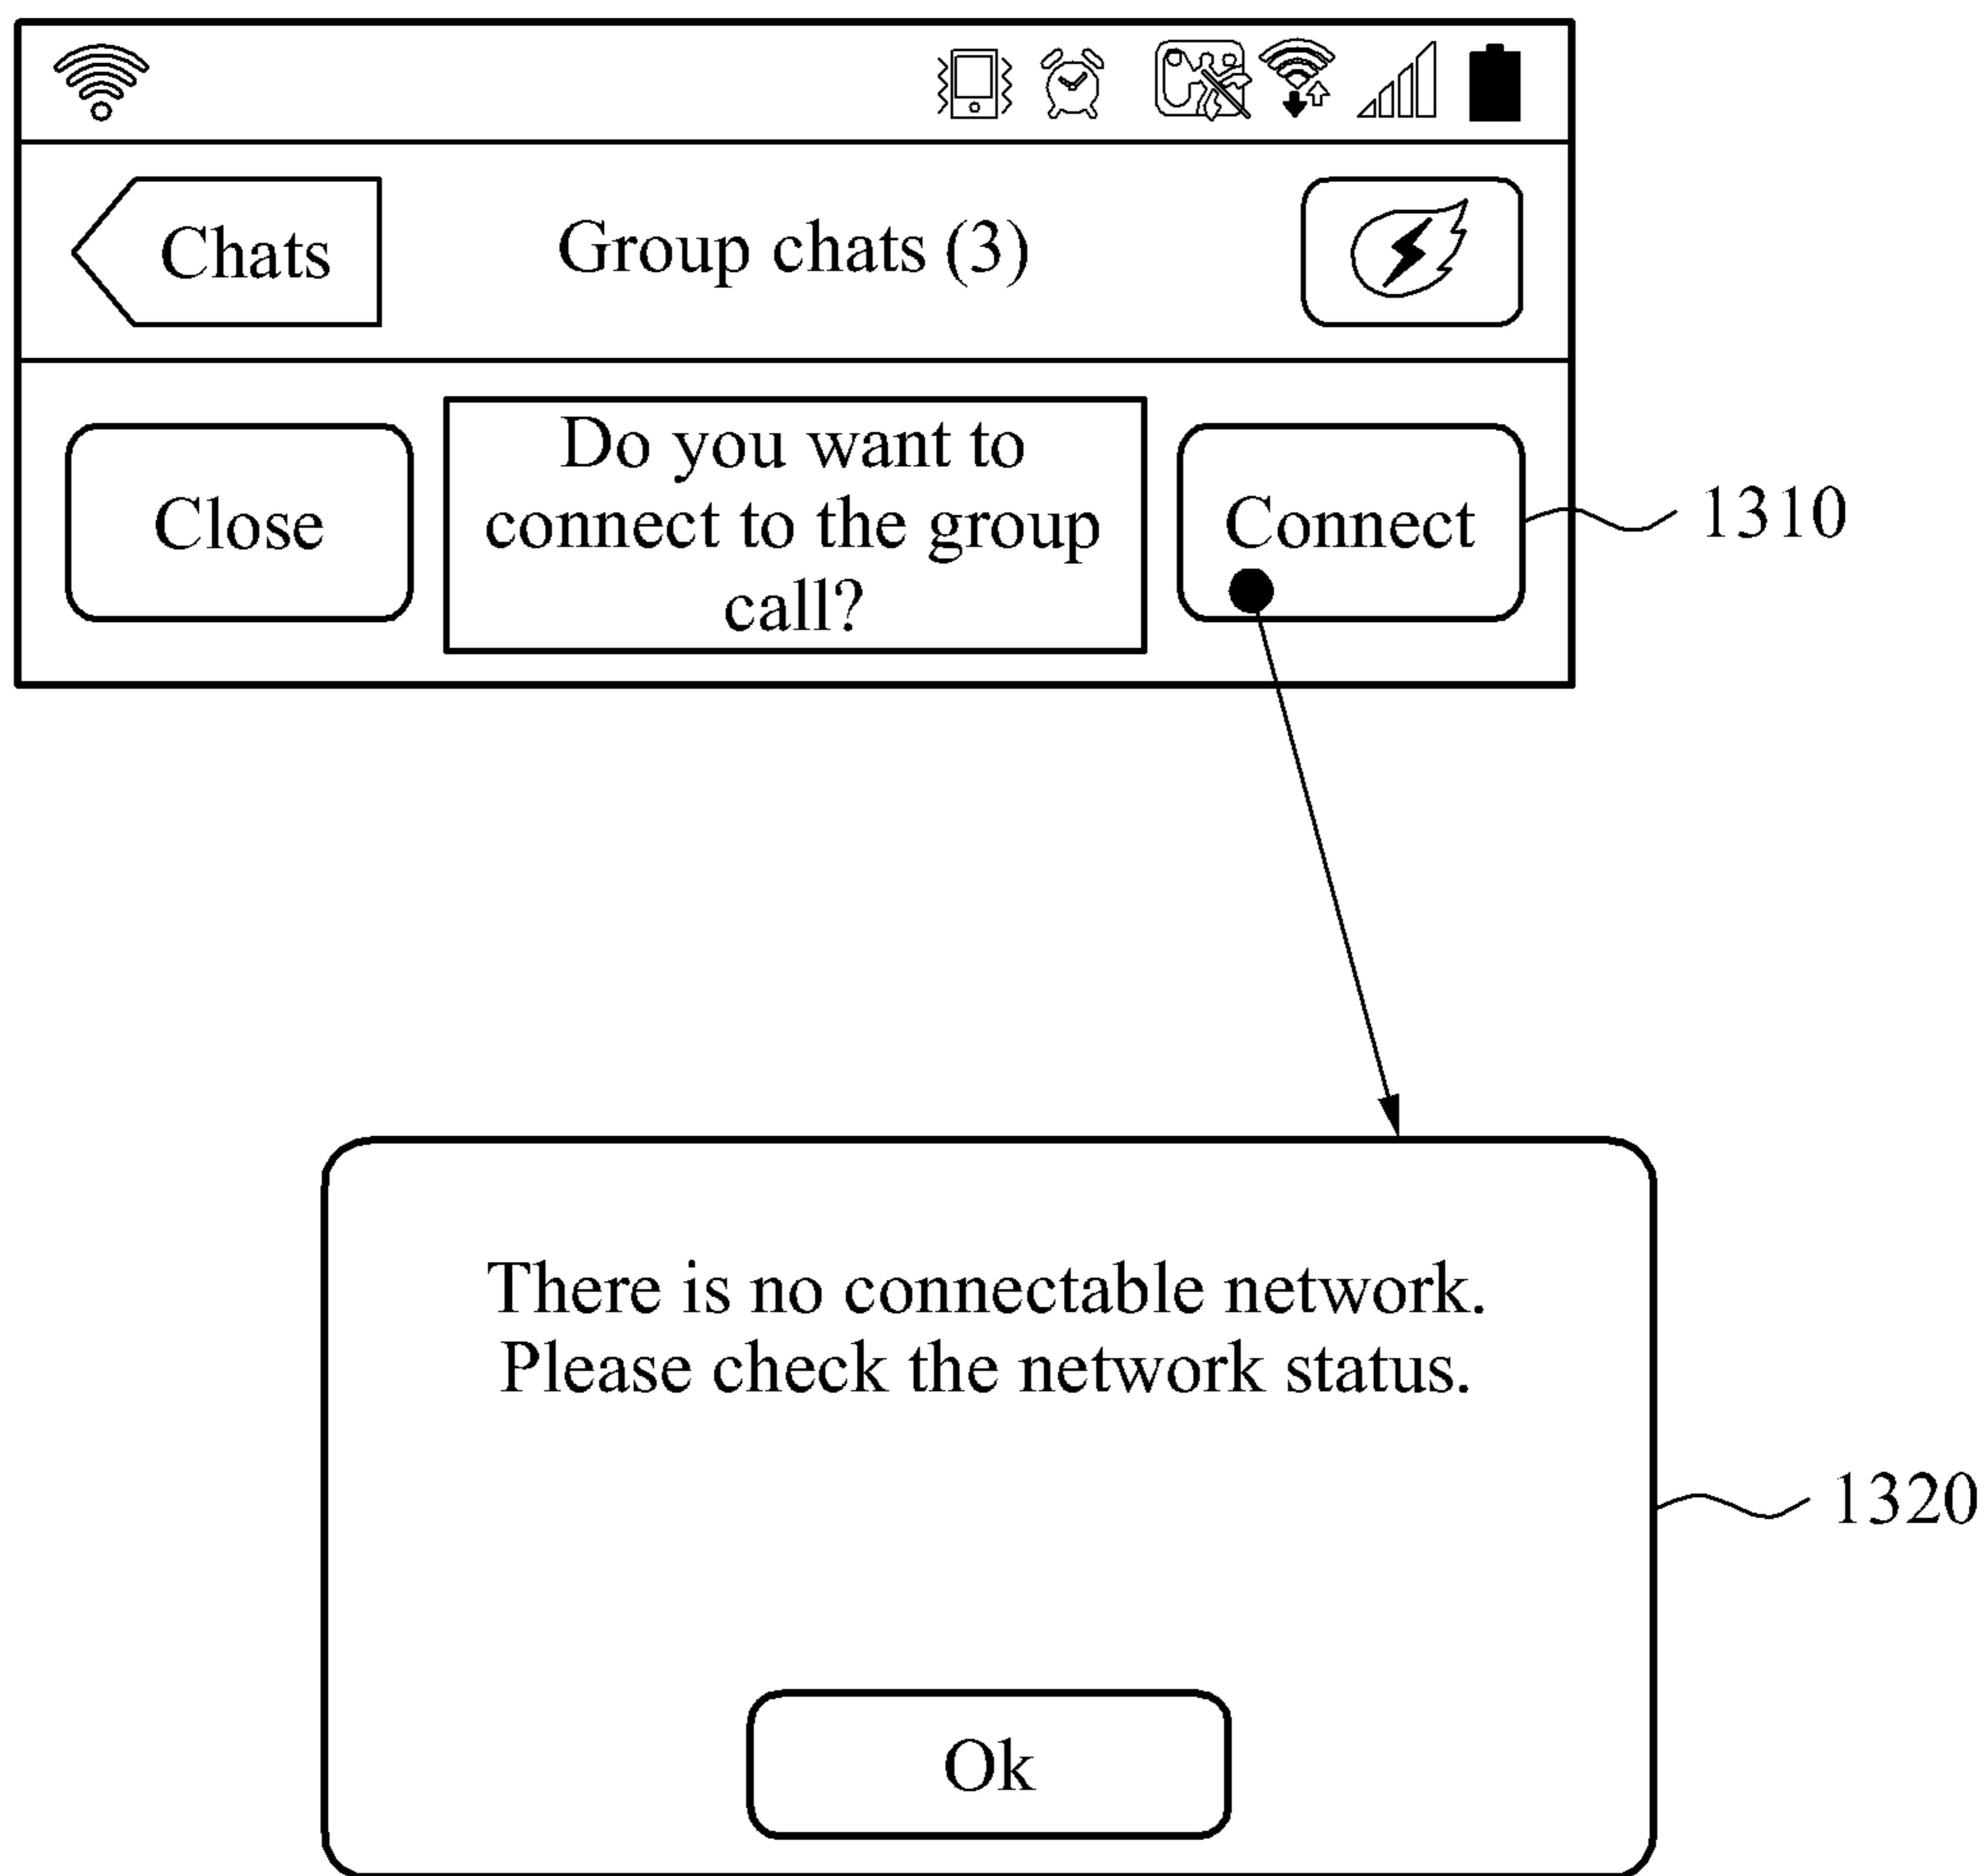 Chats
Group chats (3)
Close
Do you want to
connect to the group
call?
Connect
1310
There is no connectable network.
Please check the network status.
1320
Ok